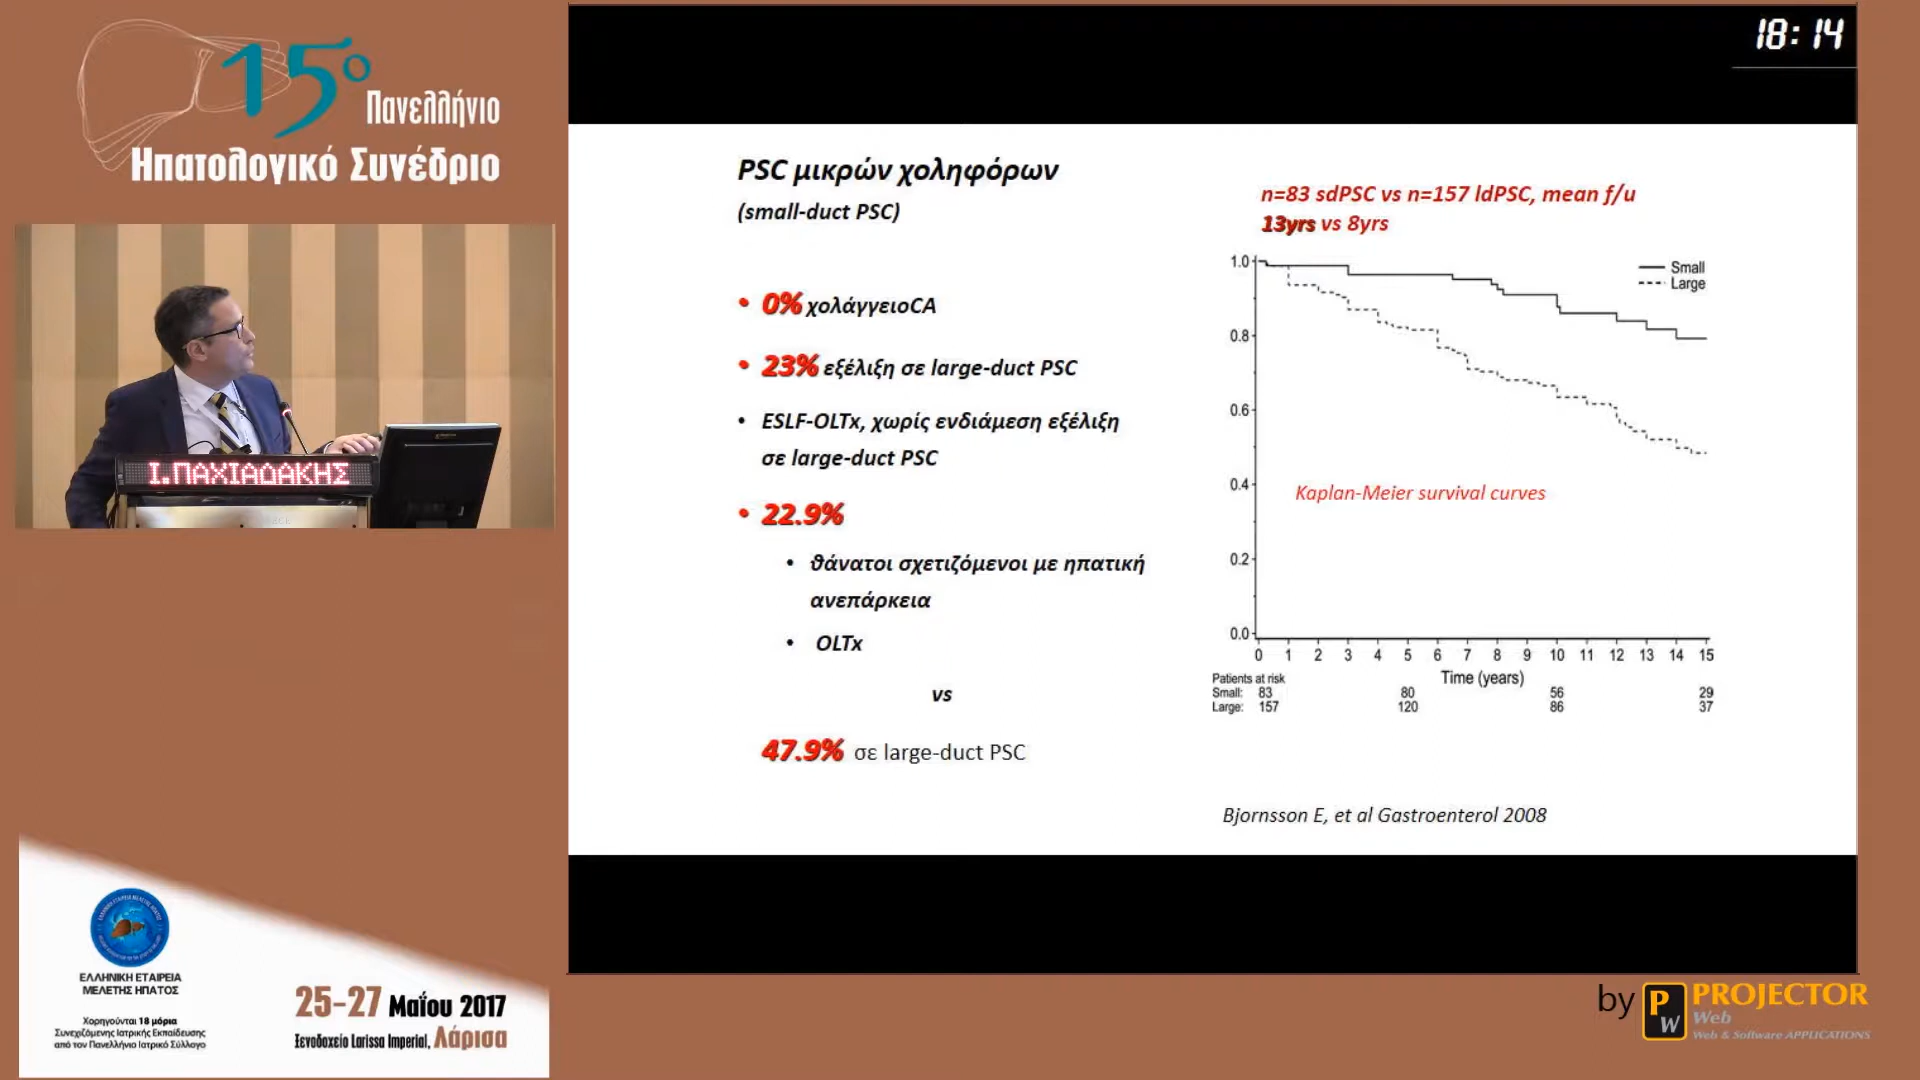 15ο
Πανελλήνιο
Ηπατολογικό Συνέδριο
Ι.ΠΑΧΙΑΔΑΚΗΣ
ΕΛΛΗΝΙΚΗ ΕΤΑΙΡΕΙΑ
ΜΕΛΕΤΗΣ ΗΠΑΤΟΣ
Χορηγούνται 18 μόρια
Συνεχιζόμενης Ιατρικής Εκπαίδευσης
από τον Πανελλήνιο Ιατρικό Σύλλογο
25-27 Μαΐου 2017
Ξενοδοχείο Larissa Imperial, Λάρισα
18:14
PSC μικρών χοληφόρων
(small-duct PSC)
• 0% χολάγγειοCA
• 23% εξέλιξη σε large-duct PSC
• ESLF-OLTx, χωρίς ενδιάμεση εξέλιξη
σε large-duct PSC
• 22.9%
• θάνατοι σχετιζόμενοι με ηπατική
ανεπάρκεια
• OLTx
vs
47.9% σε large-duct PSC
n=83 sdPSC vs n=157 ldPSC, mean f/u
13yrs vs 8yrs
Small
Large
1.0
0.8
0.6
0.4
0.2
0.0
Kaplan-Meier survival curves
0 1 2 3 4 5 6 7 8 9 10 11 12 13 14 15
Time (years)
Patients at risk
Small: 83 80 56 29
Large: 157 120 86 37
Bjornsson E, et al Gastroenterol 2008
by PW PROJECTOR
Web
Web & Software APPLICATIONS